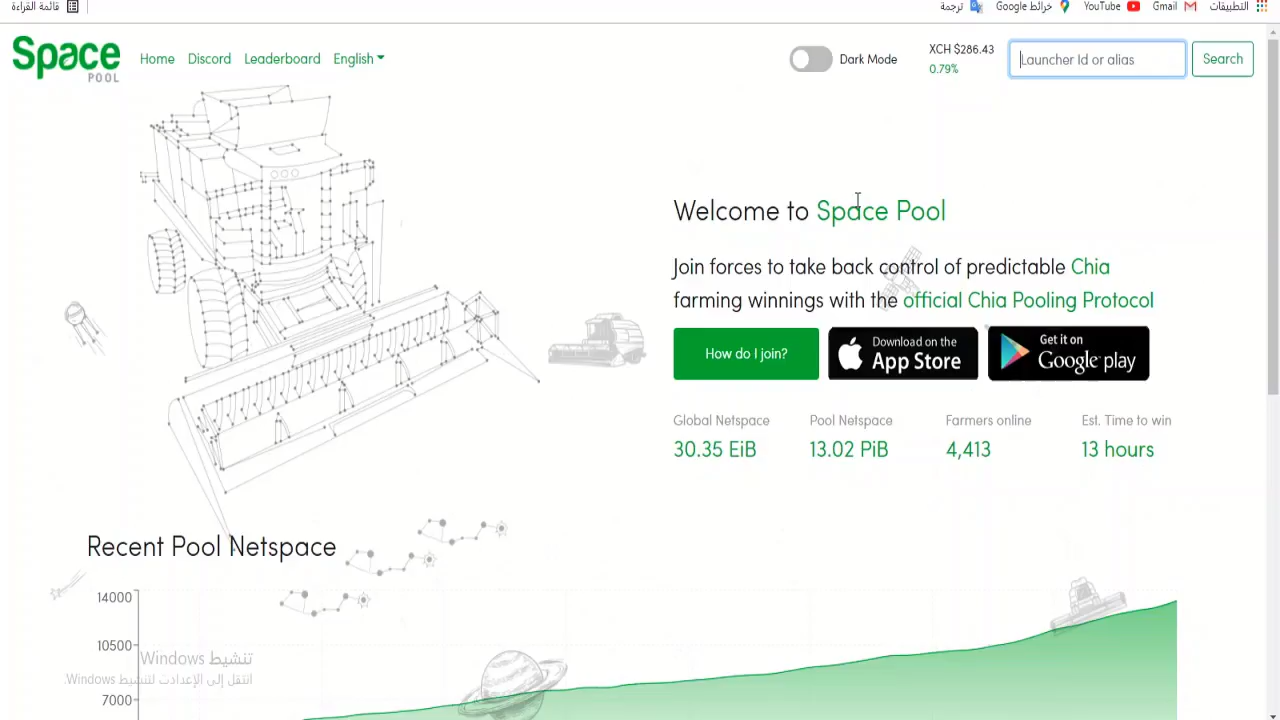 قائمة القراءة
ترجمة
خرائط Google
YouTube
Gmail
التطبيقات
Space
POOL
Home
Discord
Leaderboard
English
Dark Mode
XCH $286.43
0.79%
Launcher Id or alias
Search
Welcome to Space Pool
Join forces to take back control of predictable Chia
farming winnings with the official Chia Pooling Protocol
How do I join?
Download on the
App Store
Get it on
Google play
Global Netspace
Pool Netspace
Farmers online
Est. Time to win
30.35 EiB
13.02 PiB
4,413
13 hours
Recent Pool Netspace
14000
10500
7000
تنشيط Windows
انتقل إلى الإعدادت لتنشيط Windows.